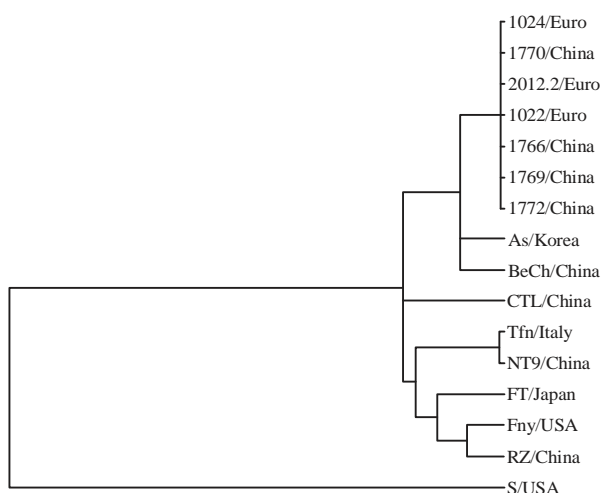 1024/Euro
1770/China
2012.2/Euro
1022/Euro
1766/China
1769/China
1772/China
As/Korea
BeCh/China
CTL/China
Tfn/Italy
NT9/China
FT/Japan
Fny/USA
RZ/China
S/USA